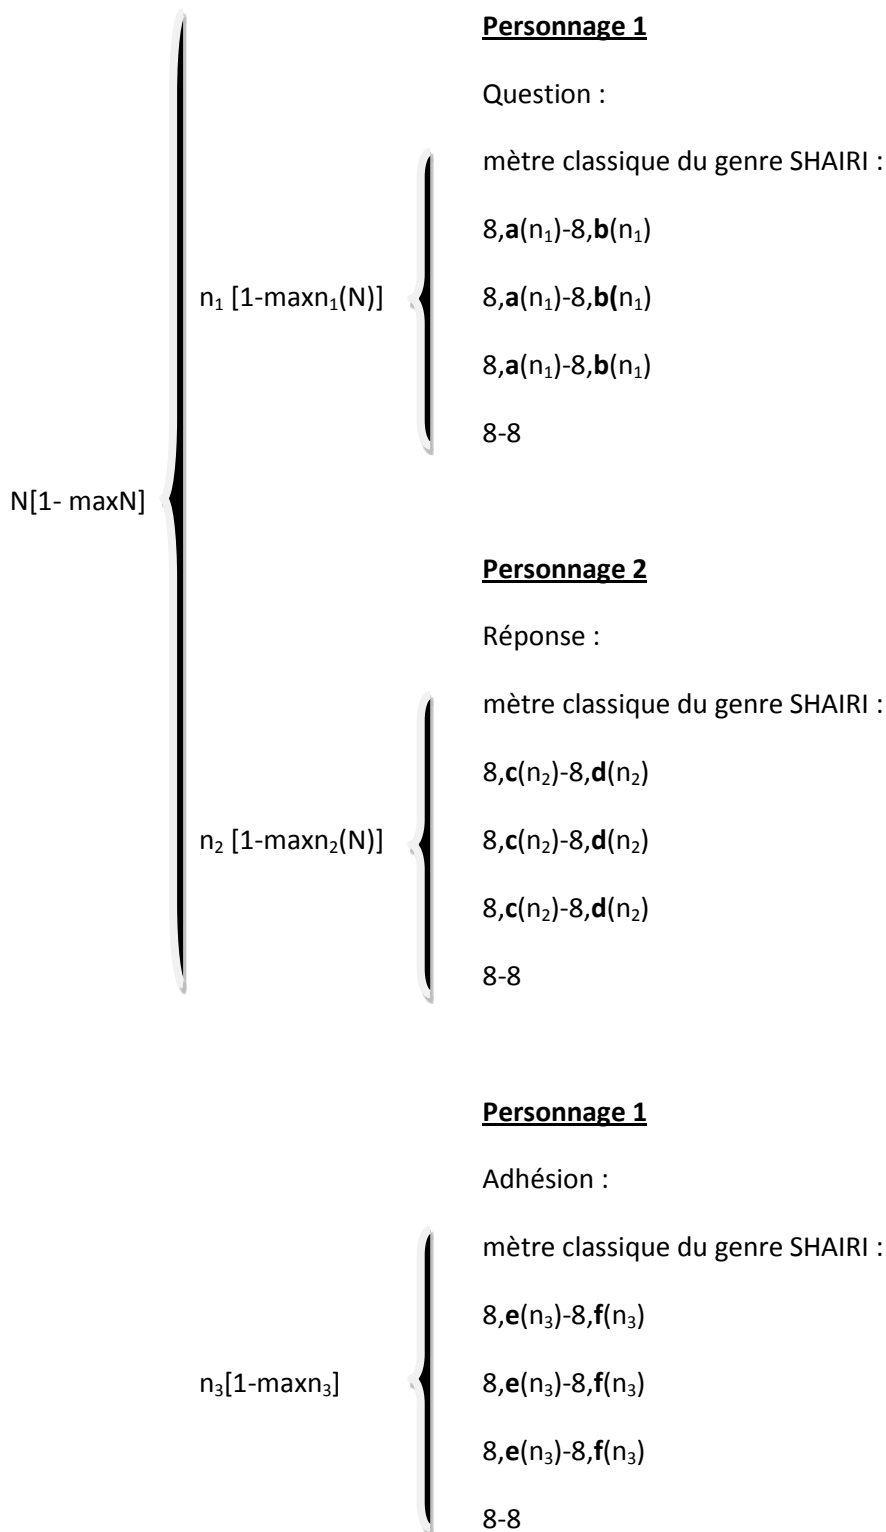 Personnage 1
Question :
mètre classique du genre SHAIRI :
8,a(n₁)-8,b(n₁)
n₁ [1-maxn₁(N)]
8,a(n₁)-8,b(n₁)
8,a(n₁)-8,b(n₁)
8-8
N[1- maxN]
Personnage 2
Réponse :
mètre classique du genre SHAIRI :
8,c(n₂)-8,d(n₂)
n₂ [1-maxn₂(N)]
8,c(n₂)-8,d(n₂)
8,c(n₂)-8,d(n₂)
8-8
Personnage 1
Adhésion :
mètre classique du genre SHAIRI :
8,e(n₃)-8,f(n₃)
n₃[1-maxn₃]
8,e(n₃)-8,f(n₃)
8,e(n₃)-8,f(n₃)
8-8